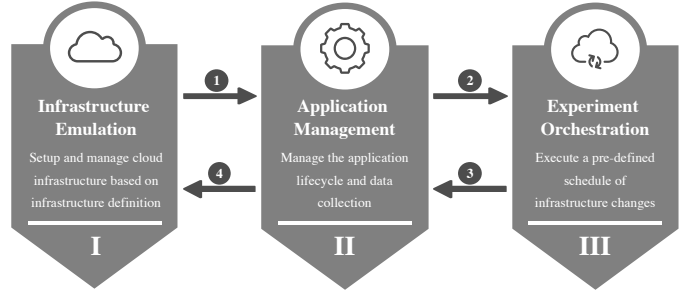 Infrastructure
Emulation
Setup and manage cloud
infrastructure based on
infrastructure definition
I
1
4
Application
Management
Manage the application
lifecycle and data
collection
II
2
3
Experiment
Orchestration
Execute a pre-defined
schedule of
infrastructure changes
III